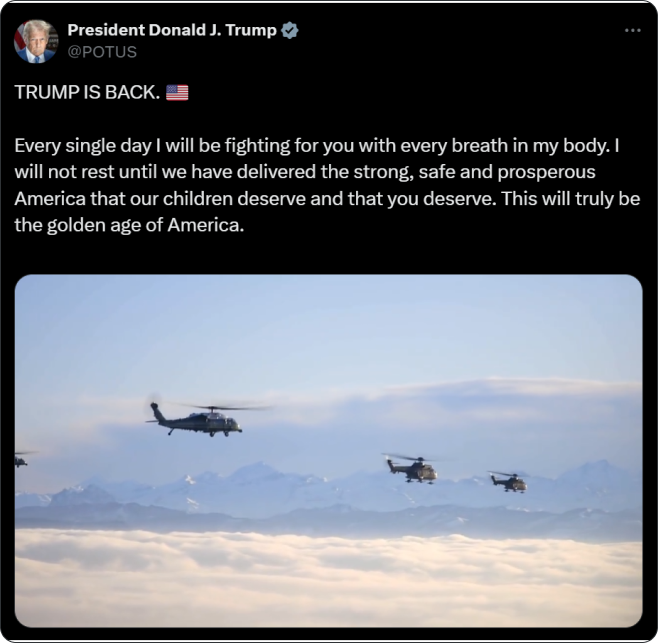 President Donald J. Trump
@POTUS
TRUMP IS BACK. 🇺🇸
Every single day I will be fighting for you with every breath in my body. I
will not rest until we have delivered the strong, safe and prosperous
America that our children deserve and that you deserve. This will truly be
the golden age of America.